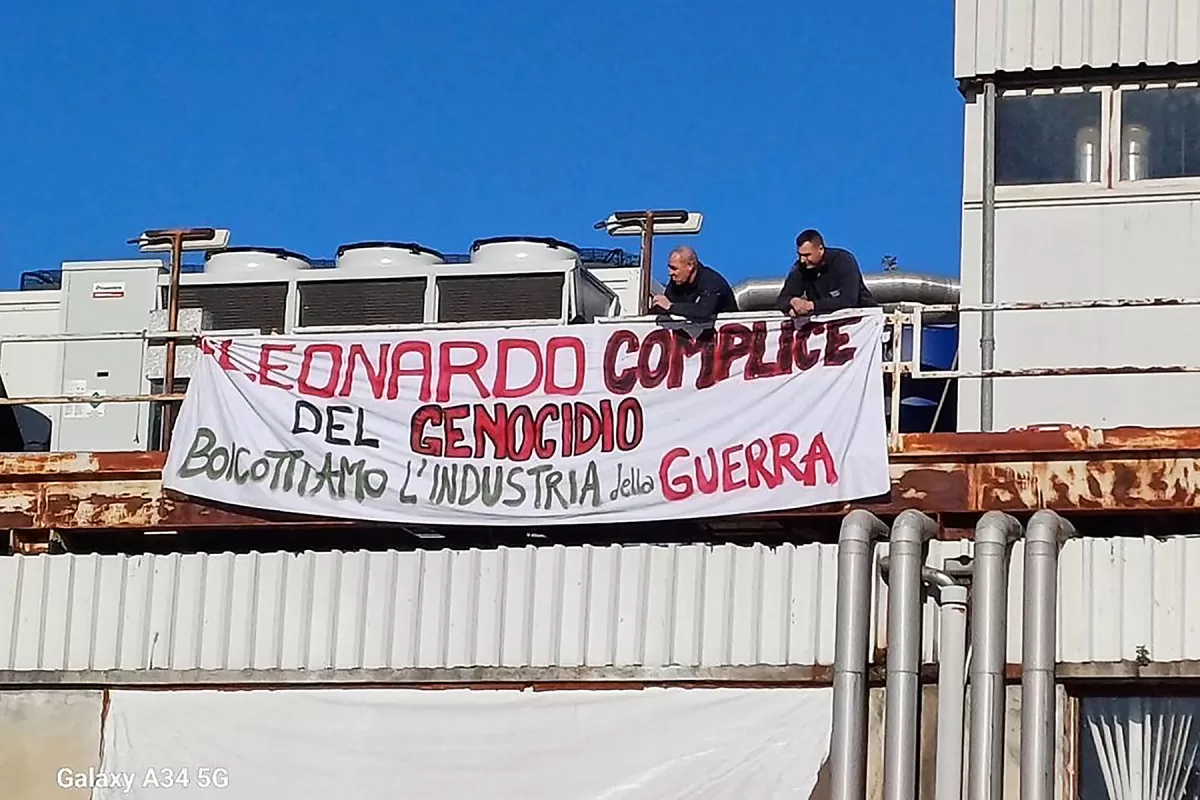 LEONARDO COMPLICE
DEL GENOCIDIO
BOICOTTIAMO L'INDUSTRIA della GUERRA
Galaxy A34 5G